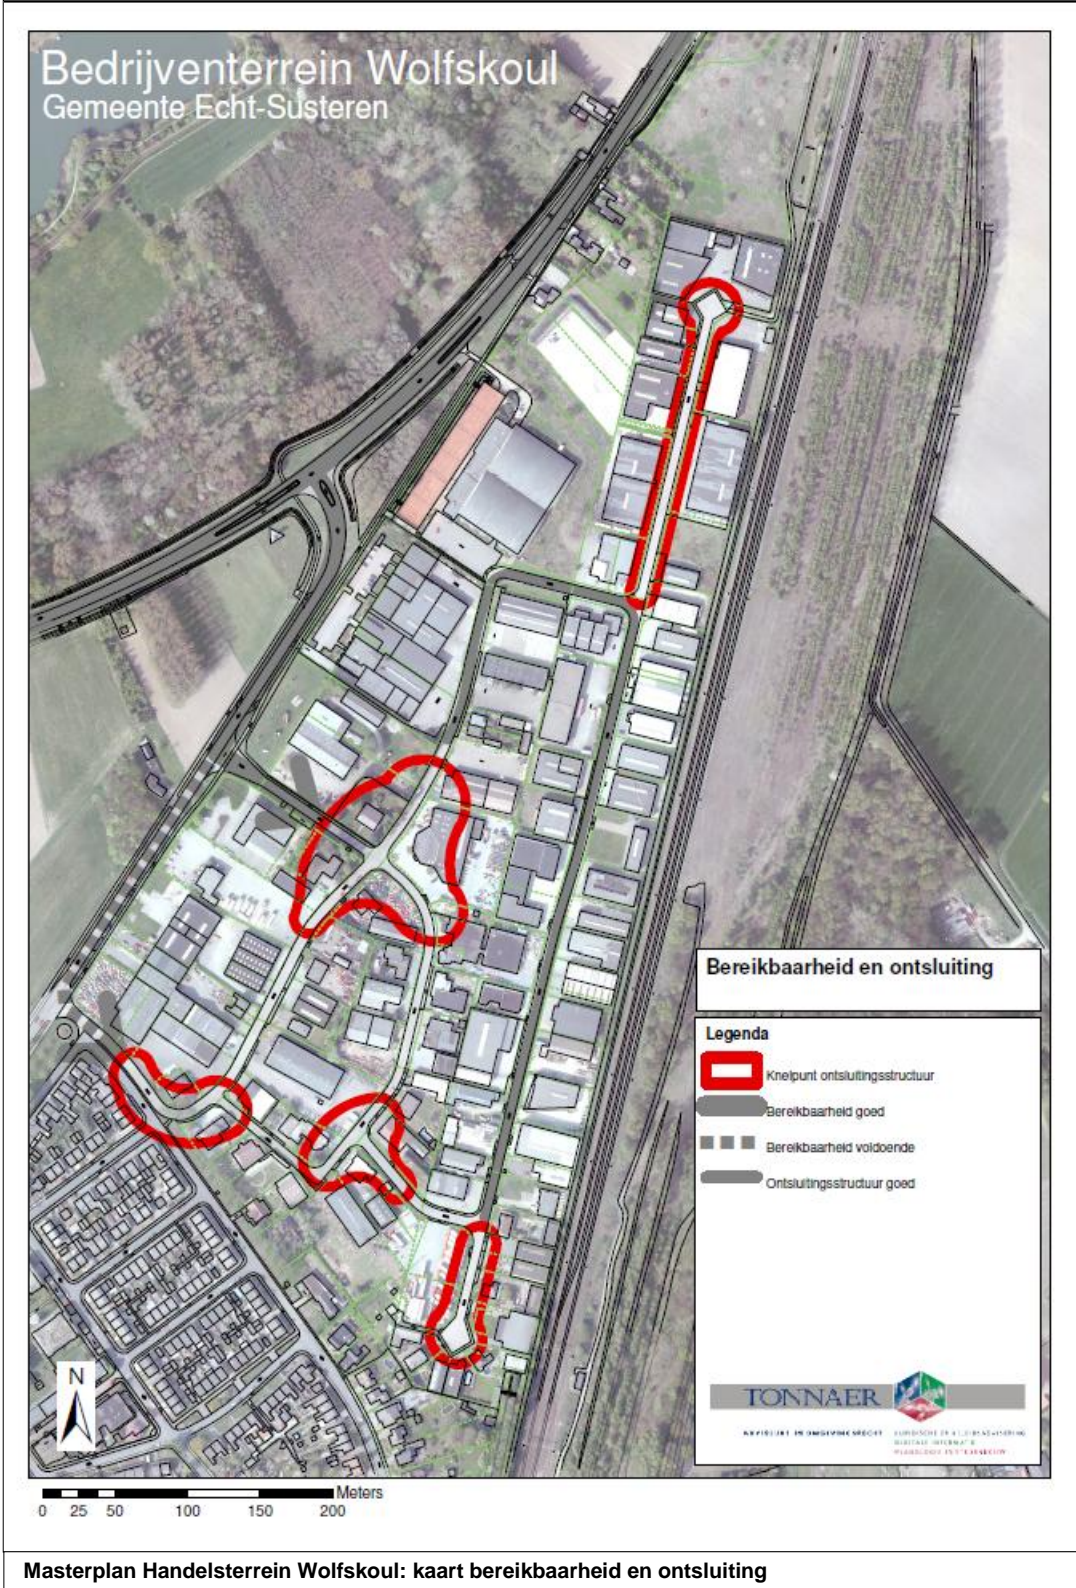 Bedrijventerrein Wolfskoul
Gemeente Echt-Susteren
Bereikbaarheid en ontsluiting
Legenda
Knelpunt ontsluitingsstructuur
Bereikbaarheid goed
Bereikbaarheid voldoende
Ontsluitingsstructuur goed
N
TONNAER
0 25 50 100 150 200 Meters
Masterplan Handelsterrein Wolfskoul: kaart bereikbaarheid en ontsluiting